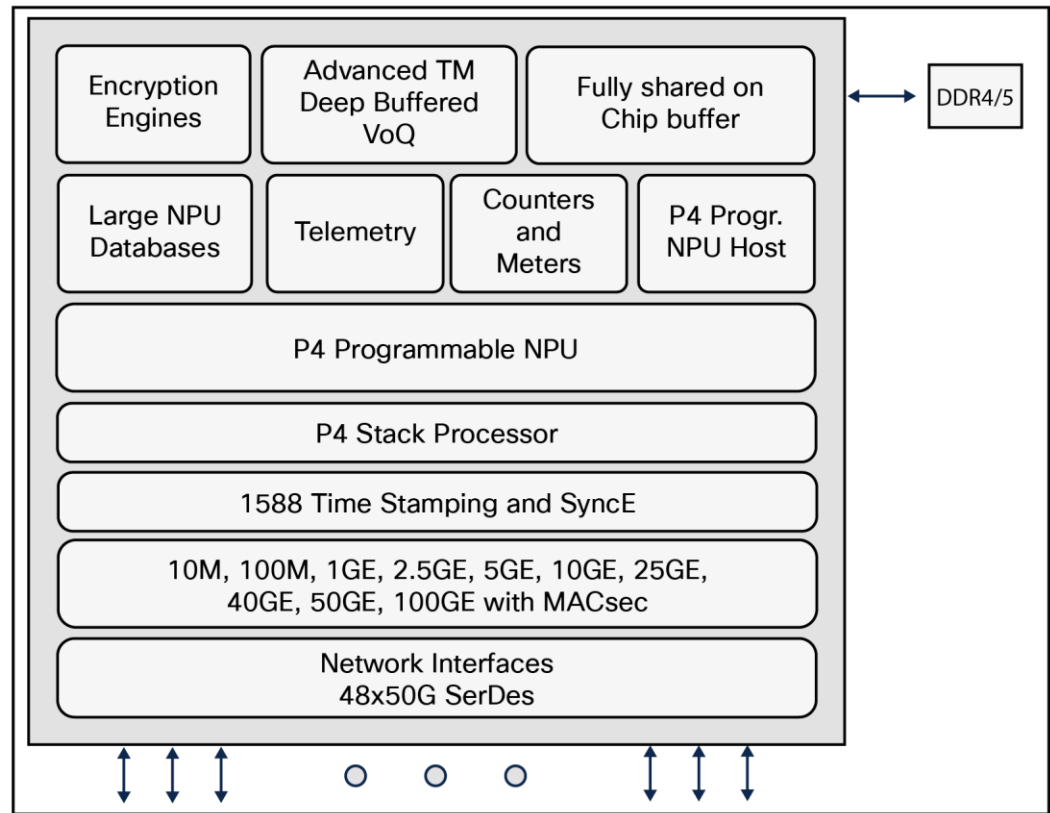 Encryption
Engines
Advanced TM
Deep Buffered
VoQ
Fully shared on
Chip buffer
DDR4/5
Large NPU
Databases
Telemetry
Counters
and
Meters
P4 Progr.
NPU Host
P4 Programmable NPU
P4 Stack Processor
1588 Time Stamping and SyncE
10M, 100M, 1GE, 2.5GE, 5GE, 10GE, 25GE,
40GE, 50GE, 100GE with MACsec
Network Interfaces
48x50G SerDes